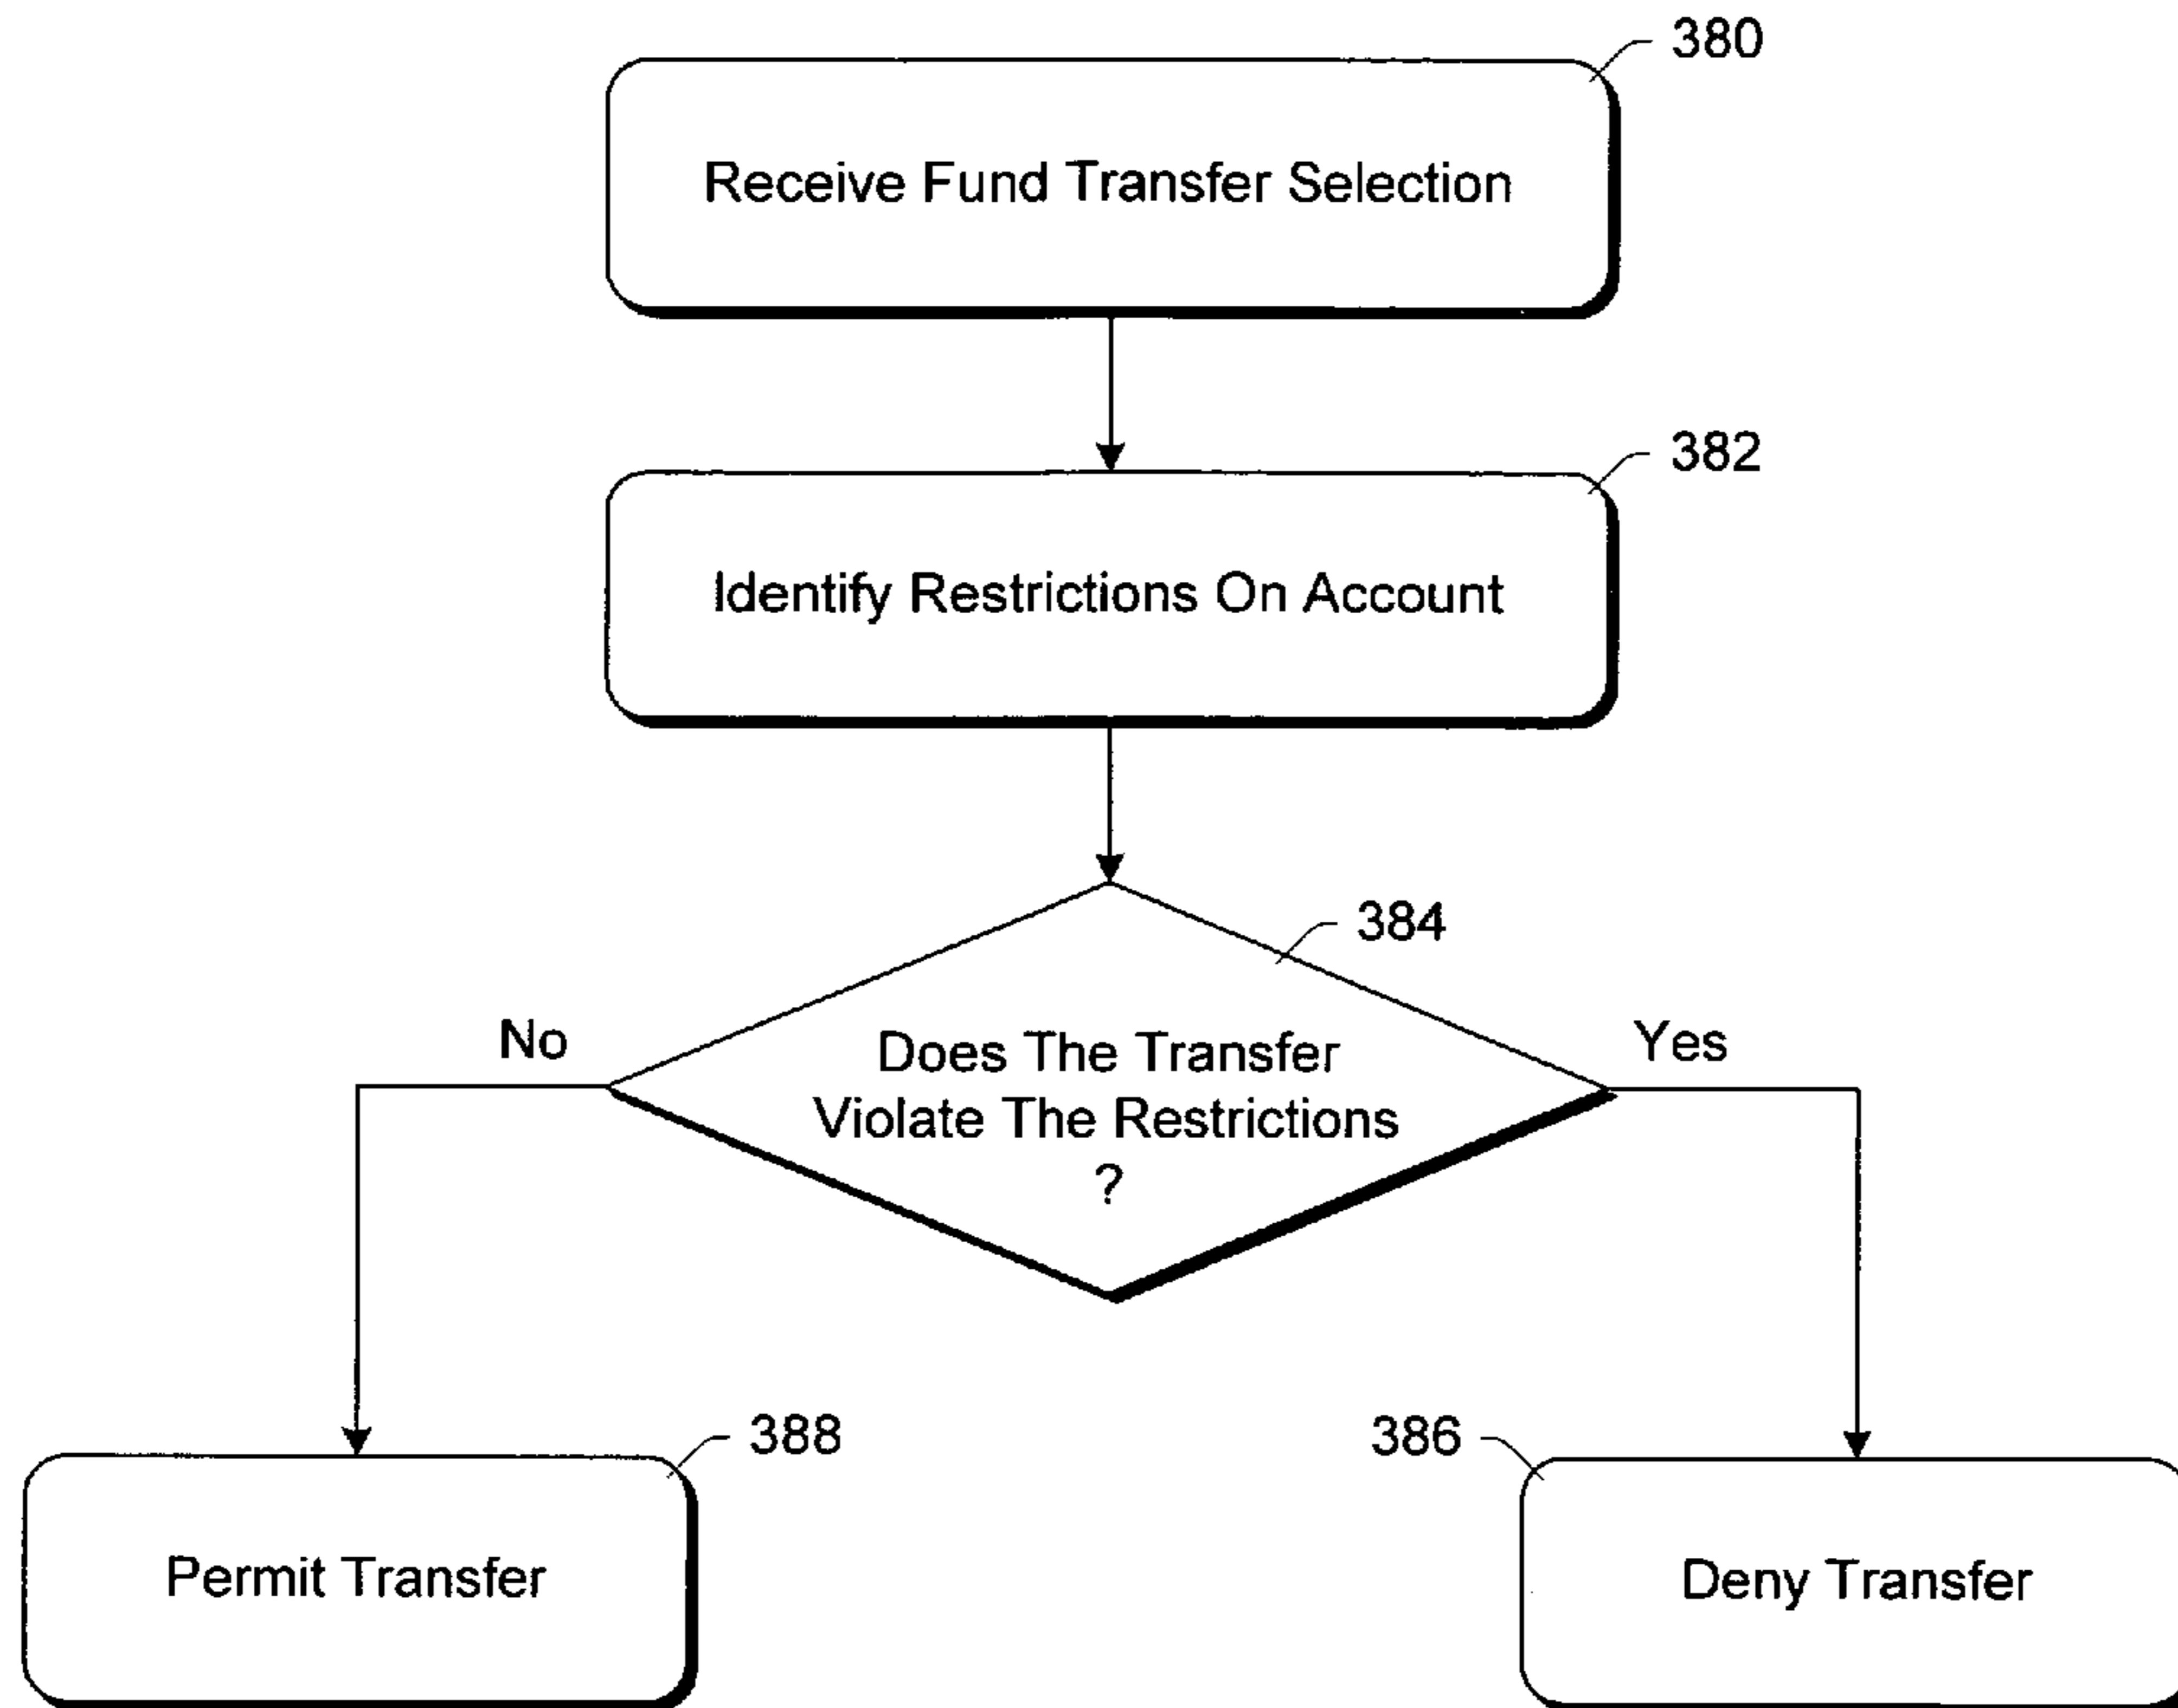 380
Receive Fund Transfer Selection
382
Identify Restrictions On Account
384
No
Yes
Does The Transfer
Violate The Restrictions
?
388
386
Permit Transfer
Deny Transfer